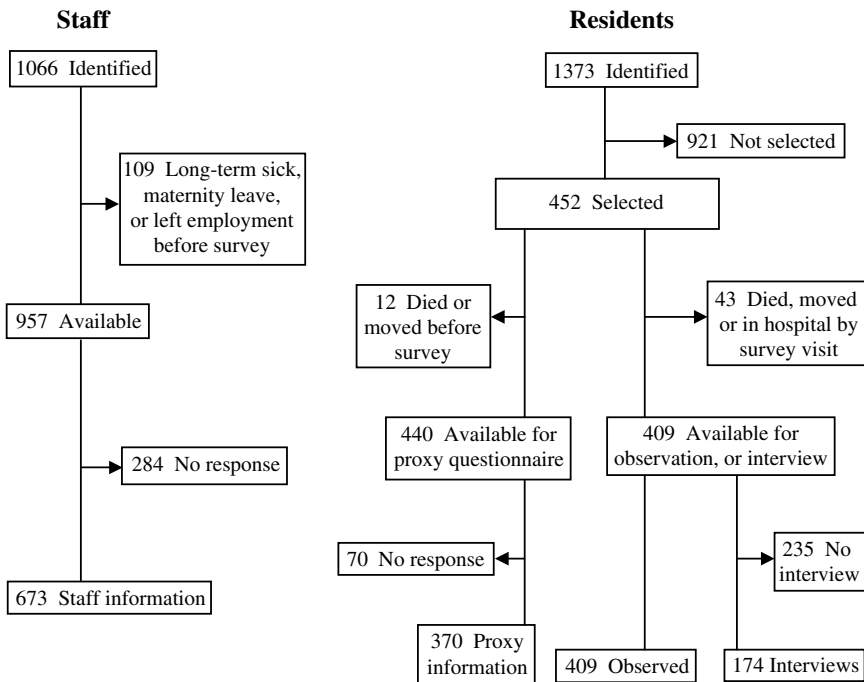 Staff
1066 Identified
109 Long-term sick,
maternity leave,
or left employment
before survey
957 Available
284 No response
673 Staff information
Residents
1373 Identified
921 Not selected
452 Selected
12 Died or
moved before
survey
43 Died, moved
or in hospital by
survey visit
440 Available for
proxy questionnaire
409 Available for
observation, or interview
70 No response
235 No
interview
370 Proxy
information
409 Observed
174 Interviews